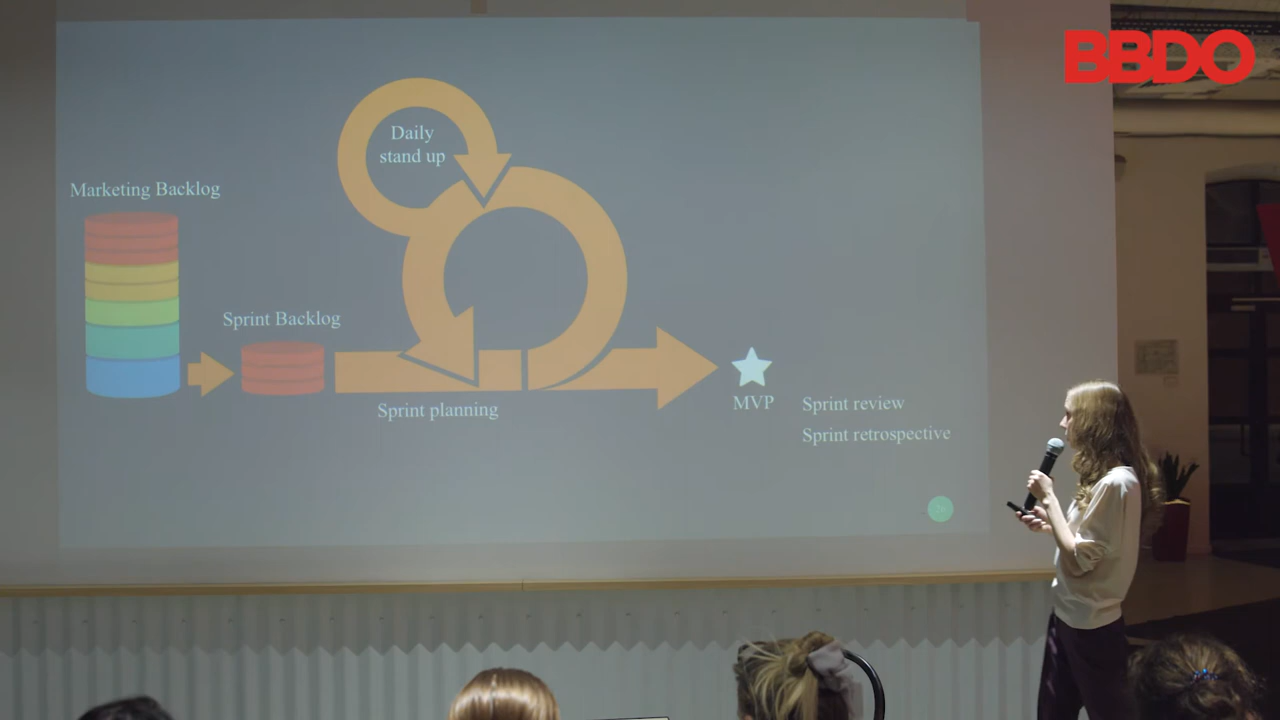 BBDO
Daily
stand up
Marketing Backlog
Sprint Backlog
Sprint planning
MVP
Sprint review
Sprint retrospective